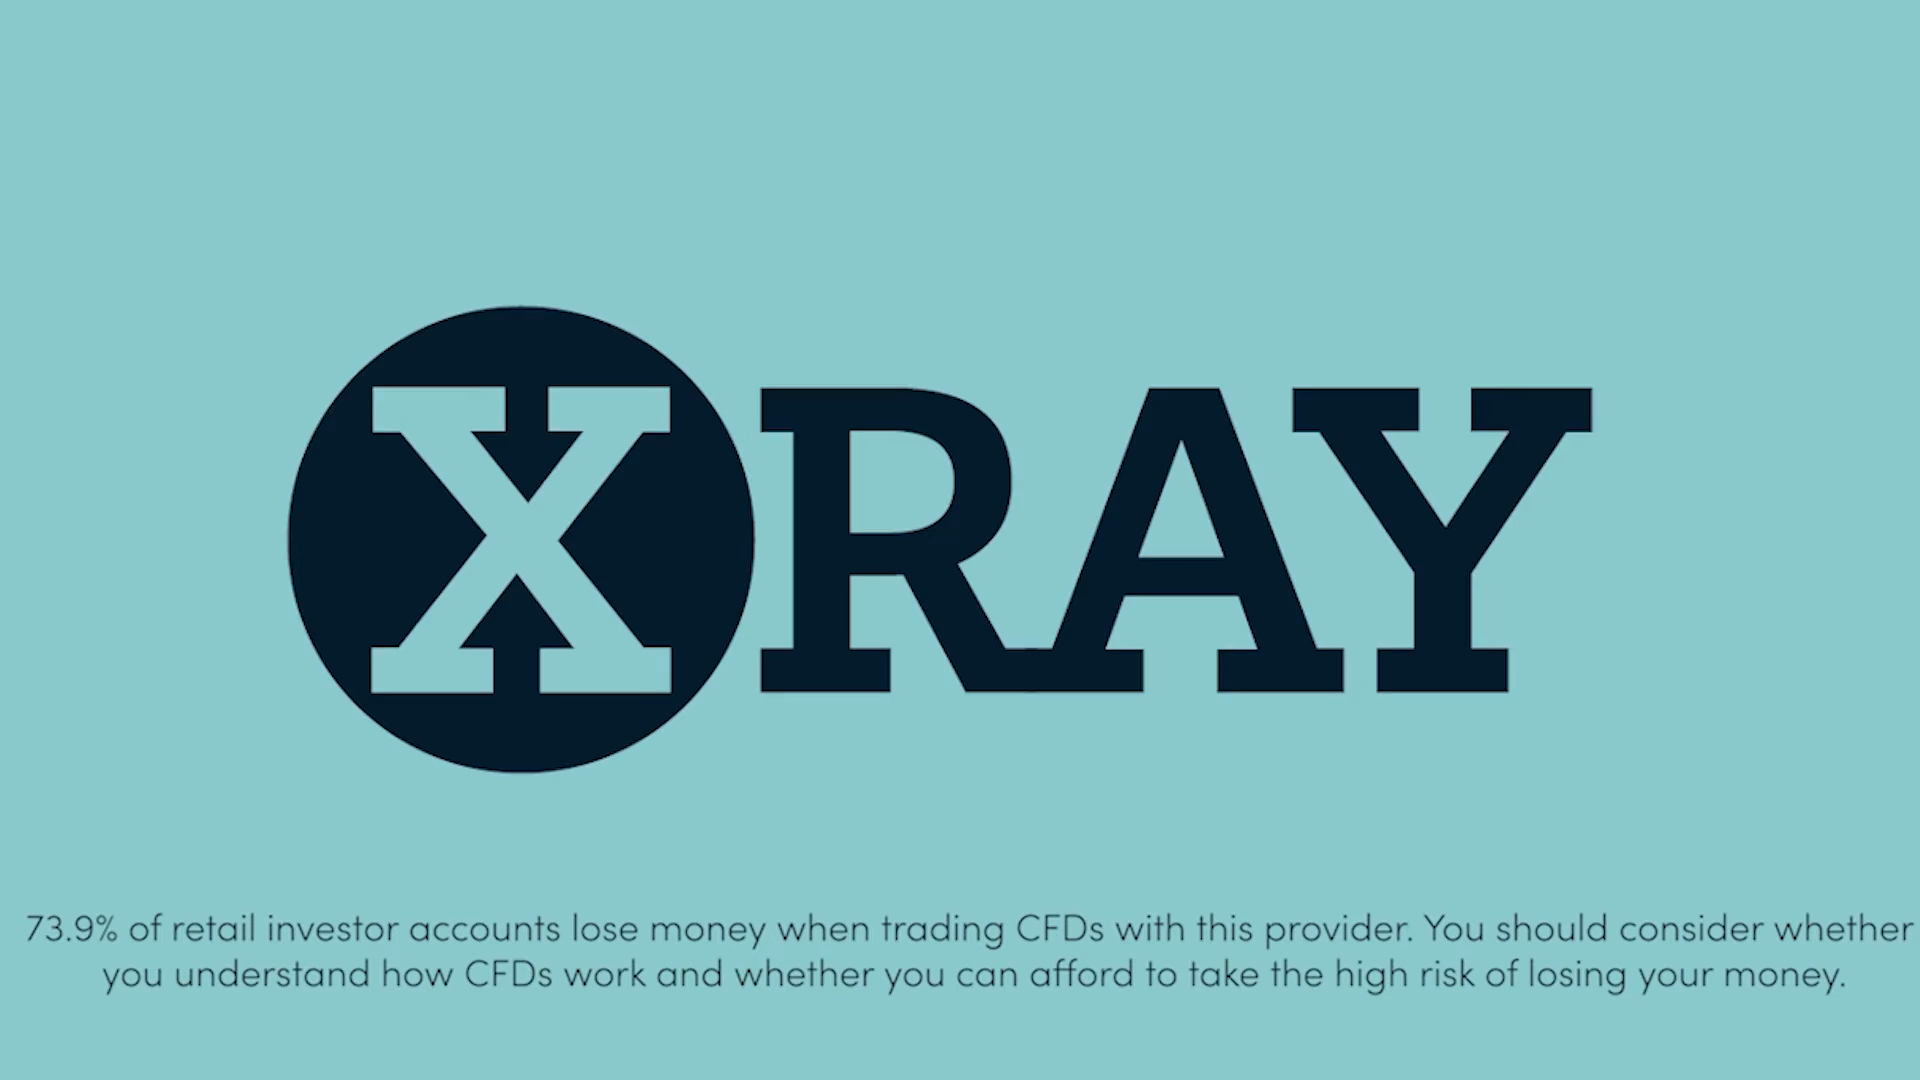 XRAY
73.9% of retail investor accounts lose money when trading CFDs with this provider. You should consider whether
you understand how CFDs work and whether you can afford to take the high risk of losing your money.